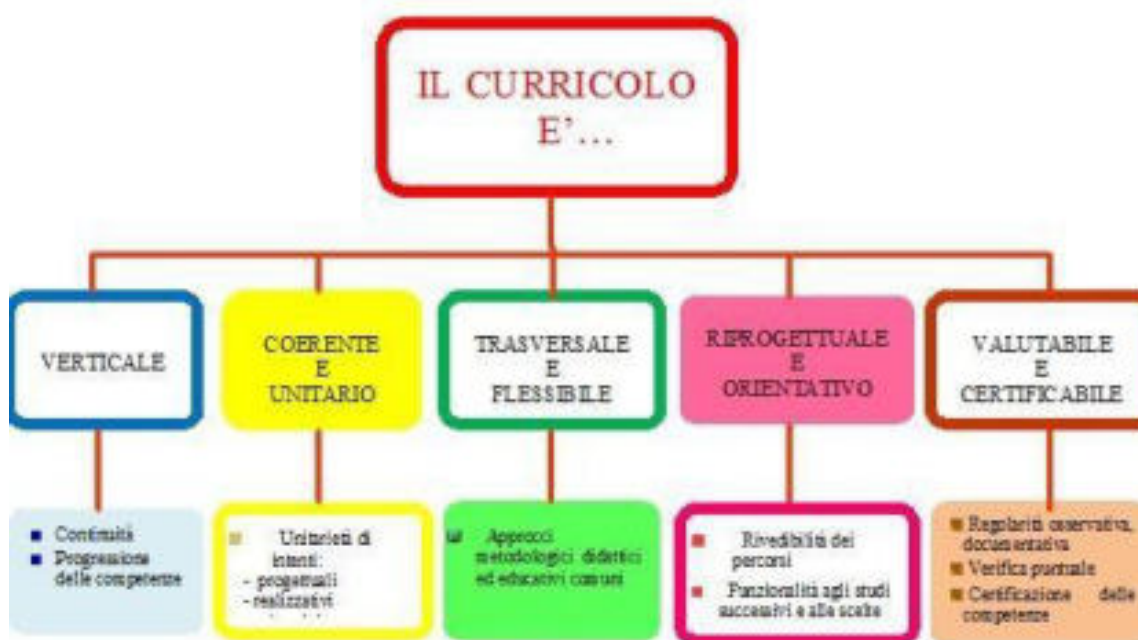 IL CURRICOLO
E'...
VERTICALE
COERENTE
E
UNITARIO
TRASVERSALE
E
FLESSIBILE
RIPROGETTUALE
E
ORIENTATIVO
VALUTABILE
E
CERTIFICABILE
Continuità
Progressione
delle competenze
Unitarietà di
intenti:
- progettuali
- realizzativi
Approcci
metodologici didattici
ed educativi comuni
Rivedibilità dei
percorsi
Funzionalità agli studi
successivi e alle scelte
Regolarità osservativa,
documentativa
Verifica puntuale
Certificazione delle
competenze